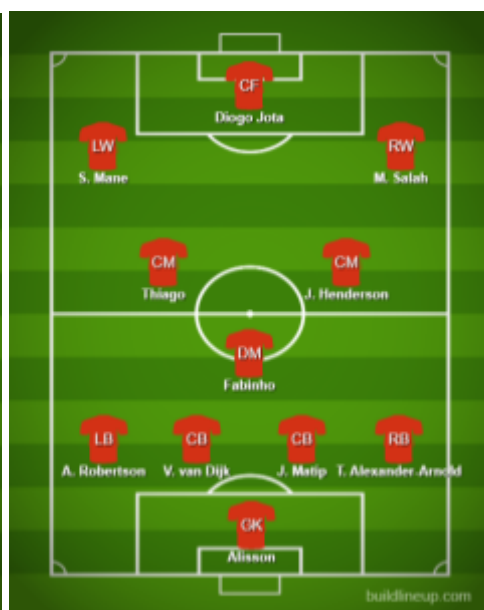 CF
Diogo Jota
LW
RW
S. Mane
M. Salah
CM
CM
Thiago
J. Henderson
DM
Fabinho
LB
CB
CB
RB
A. Robertson
V. van Dijk
J. Matip
T. Alexander-Arnold
GK
Alisson
buildlineup.com